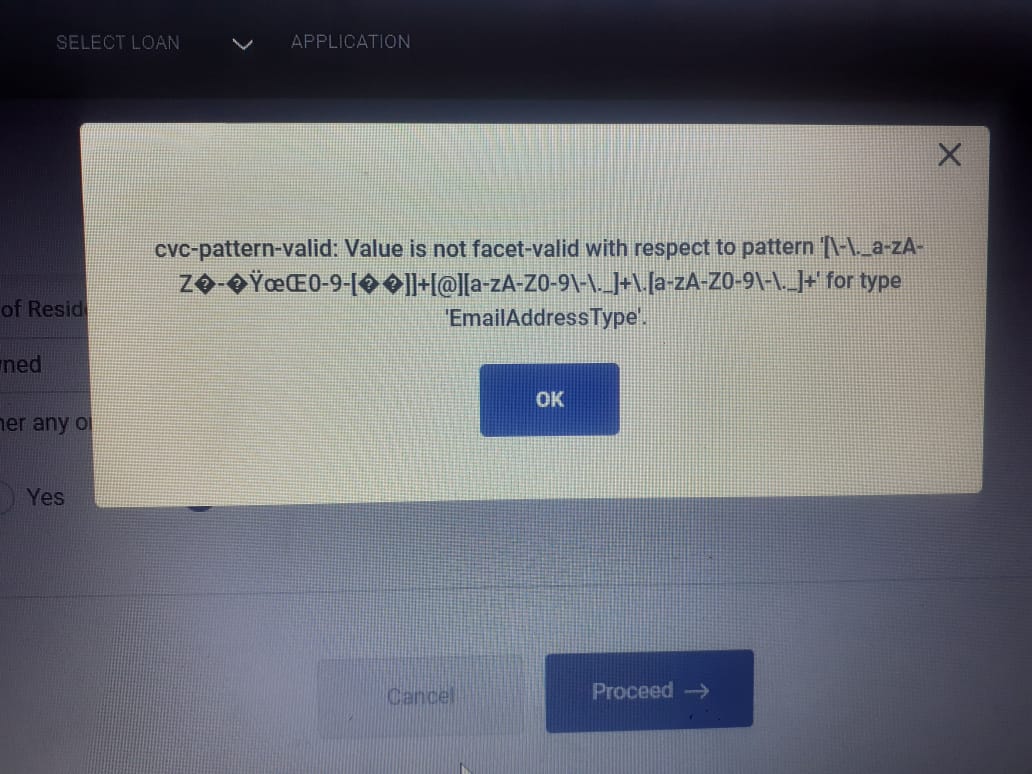 SELECT LOAN
APPLICATION
cvc-pattern-valid: Value is not facet-valid with respect to pattern '[\-\._a-zA-
Z�-�ŸœŒ0-9-[��]]+[@][a-zA-Z0-9\-\._]+\.[a-zA-Z0-9\-\._]+' for type
'EmailAddressType'.
OK
of Resid
ned
her any o
Yes
Cancel
Proceed →